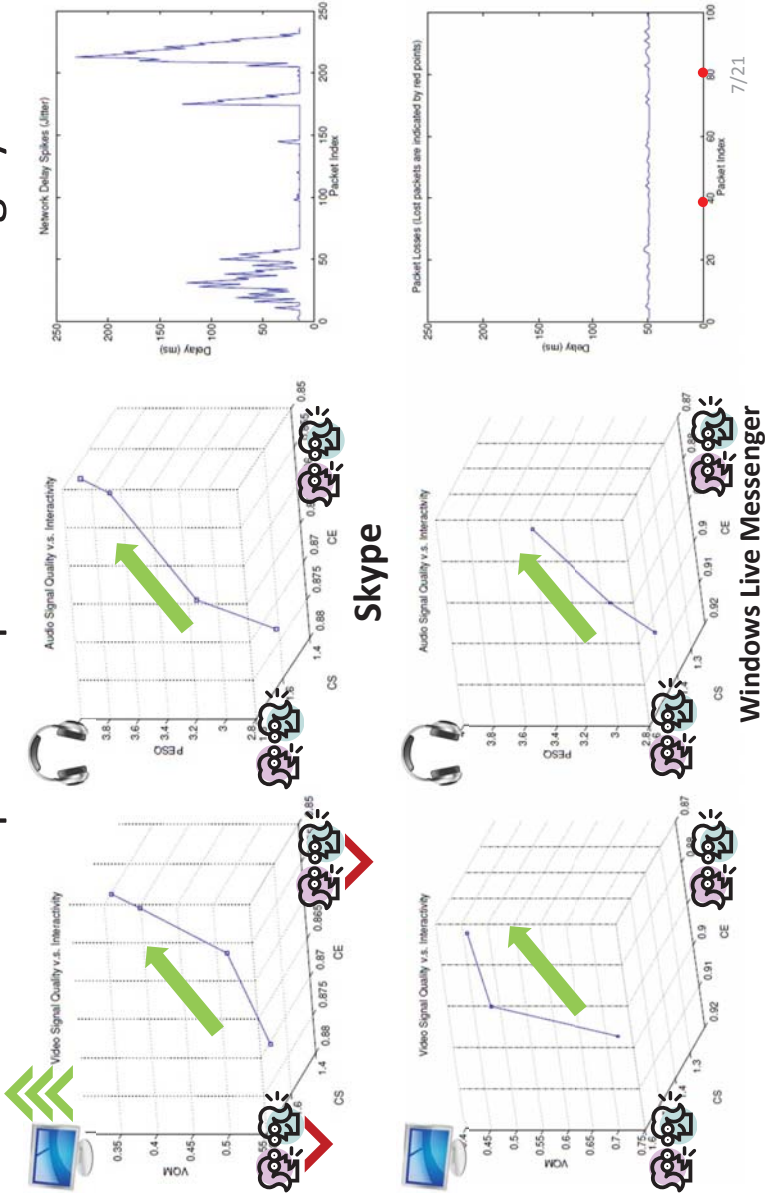 Video Signal Quality v.s. Interactivity
VQM
0.35
0.4
0.45
0.5
55
1.4
CS
0.88
0.875
0.87
0.865
0.85
CE
Audio Signal Quality v.s. Interactivity
PESQ
3.8
3.6
3.4
3.2
3
2.8
1.4
CS
0.88
0.875
0.87
0.85
CE
Network Delay Spikes (Jitter)
Delay (ms)
250
200
150
100
50
0
0 50 100 150 200 250
Packet Index
Skype
Video Signal Quality v.s. Interactivity
VQM
0.45
0.5
0.55
0.6
0.65
0.7
0.75
1.6
1.4
1.3
CS
0.92
0.91
0.9
0.87
CE
Audio Signal Quality v.s. Interactivity
PESQ
4
3.8
3.6
3.4
3.2
3
2.8
1.3
CS
0.92
0.91
0.9
0.87
CE
Packet Losses (Lost packets are indicated by red points)
Delay (ms)
250
200
150
100
50
0
0 20 40 60 80 100
Packet Index
Windows Live Messenger
7/21